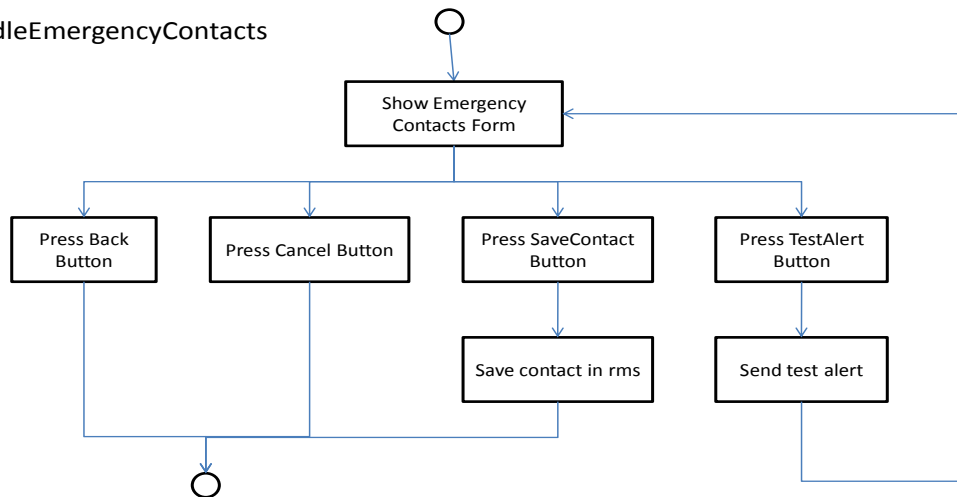 dleEmergencyContacts
Show Emergency
Contacts Form
Press Back
Button
Press Cancel Button
Press SaveContact
Button
Press TestAlert
Button
Save contact in rms
Send test alert